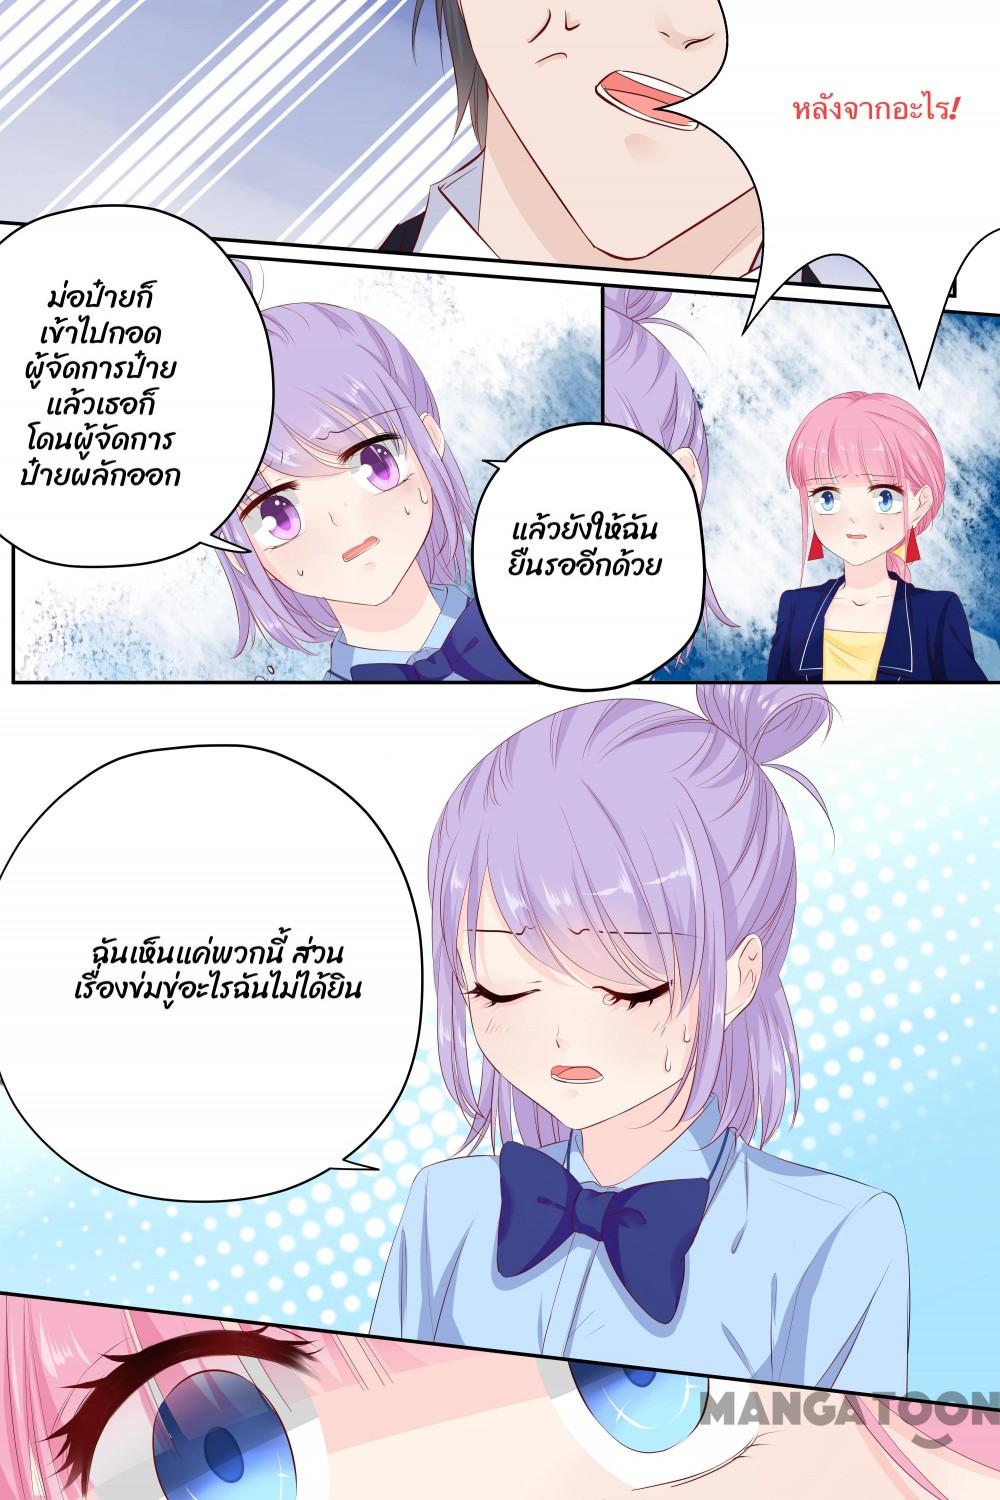 หลังจากอะไร!
ม่อป๋ายก็
เข้าไปกอด
ผู้จัดการป๋าย
แล้วเธอก็
โดนผู้จัดการ
ป๋ายผลักออก
แล้วยังให้ฉัน
ยืนรออีกด้วย
ฉันเห็นแค่พวกนี้ ส่วน
เรื่องข่มขู่อะไรฉันไม่ได้ยิน
MANGATOON